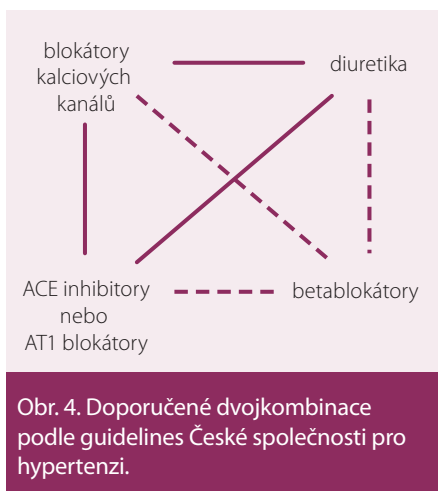 blokátory
kalciových
kanálů
diuretika
ACE inhibitory
nebo
AT1 blokátory
betablokátory
Obr. 4. Doporučené dvojkombinace
podle guidelines České společnosti pro
hypertenzi.